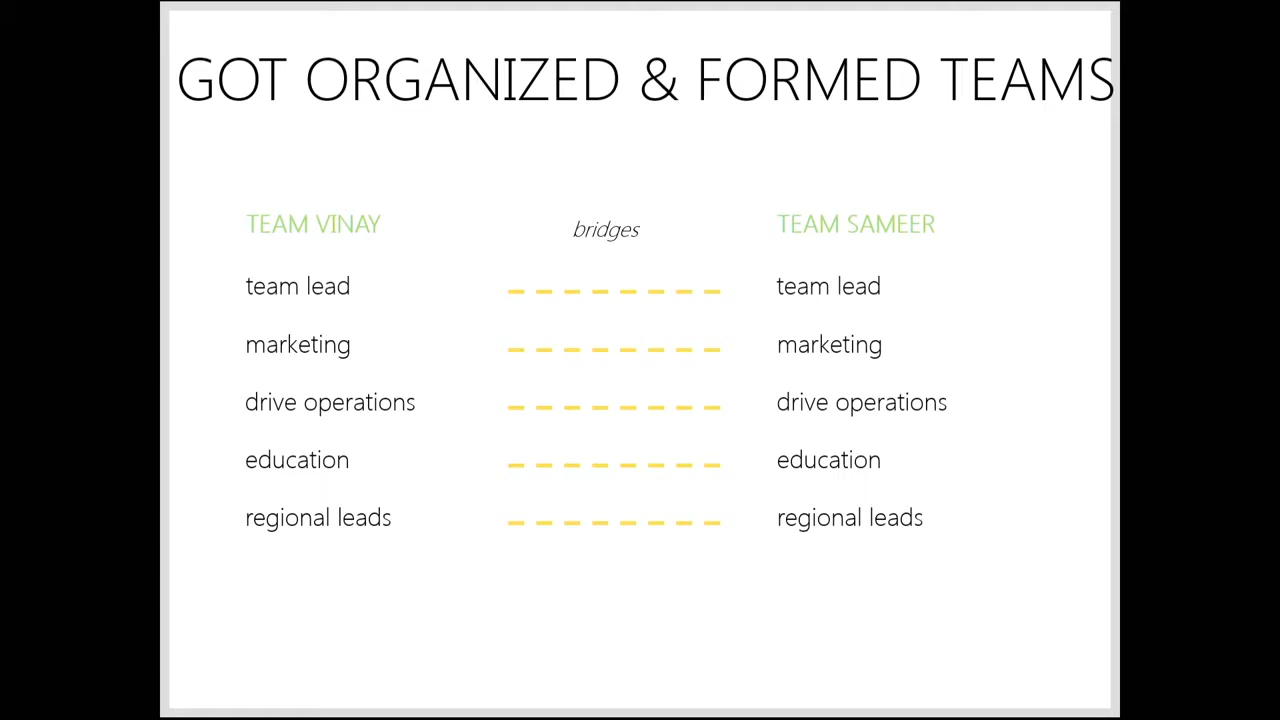 GOT ORGANIZED & FORMED TEAMS
TEAM VINAY bridges TEAM SAMEER
team lead team lead
marketing marketing
drive operations drive operations
education education
regional leads regional leads